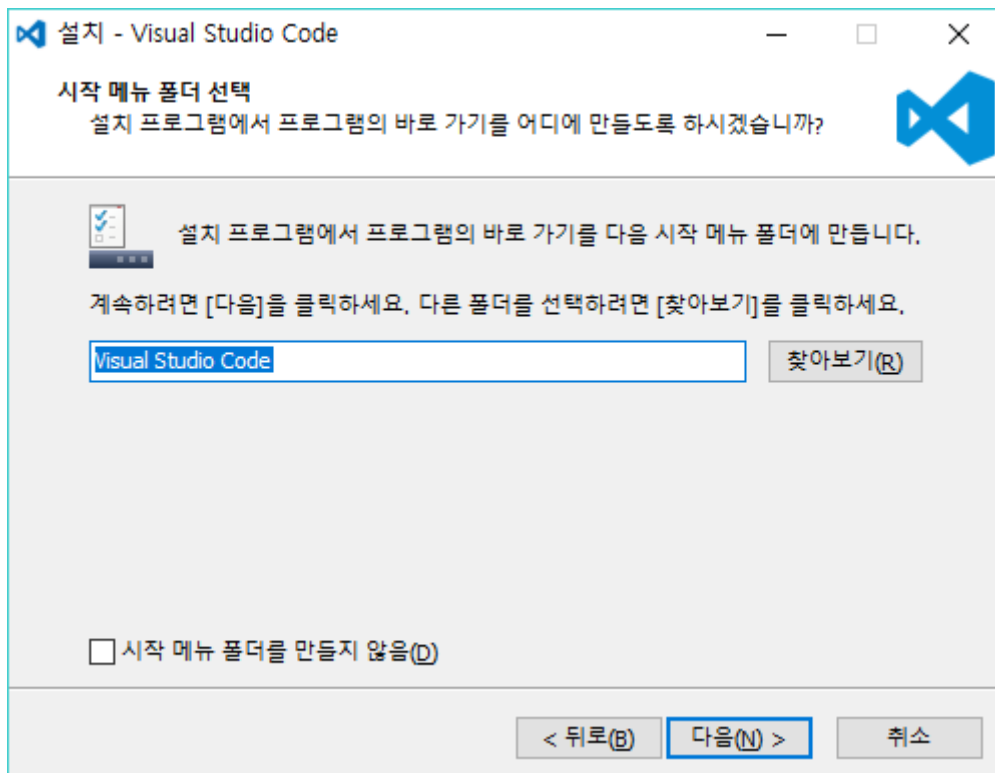 설치 - Visual Studio Code
시작 메뉴 폴더 선택
설치 프로그램에서 프로그램의 바로 가기를 어디에 만들도록 하시겠습니까?
설치 프로그램에서 프로그램의 바로 가기를 다음 시작 메뉴 폴더에 만듭니다.
계속하려면 [다음]을 클릭하세요. 다른 폴더를 선택하려면 [찾아보기]를 클릭하세요.
Visual Studio Code 찾아보기(R)
시작 메뉴 폴더를 만들지 않음(D)
< 뒤로(B) 다음(N) > 취소